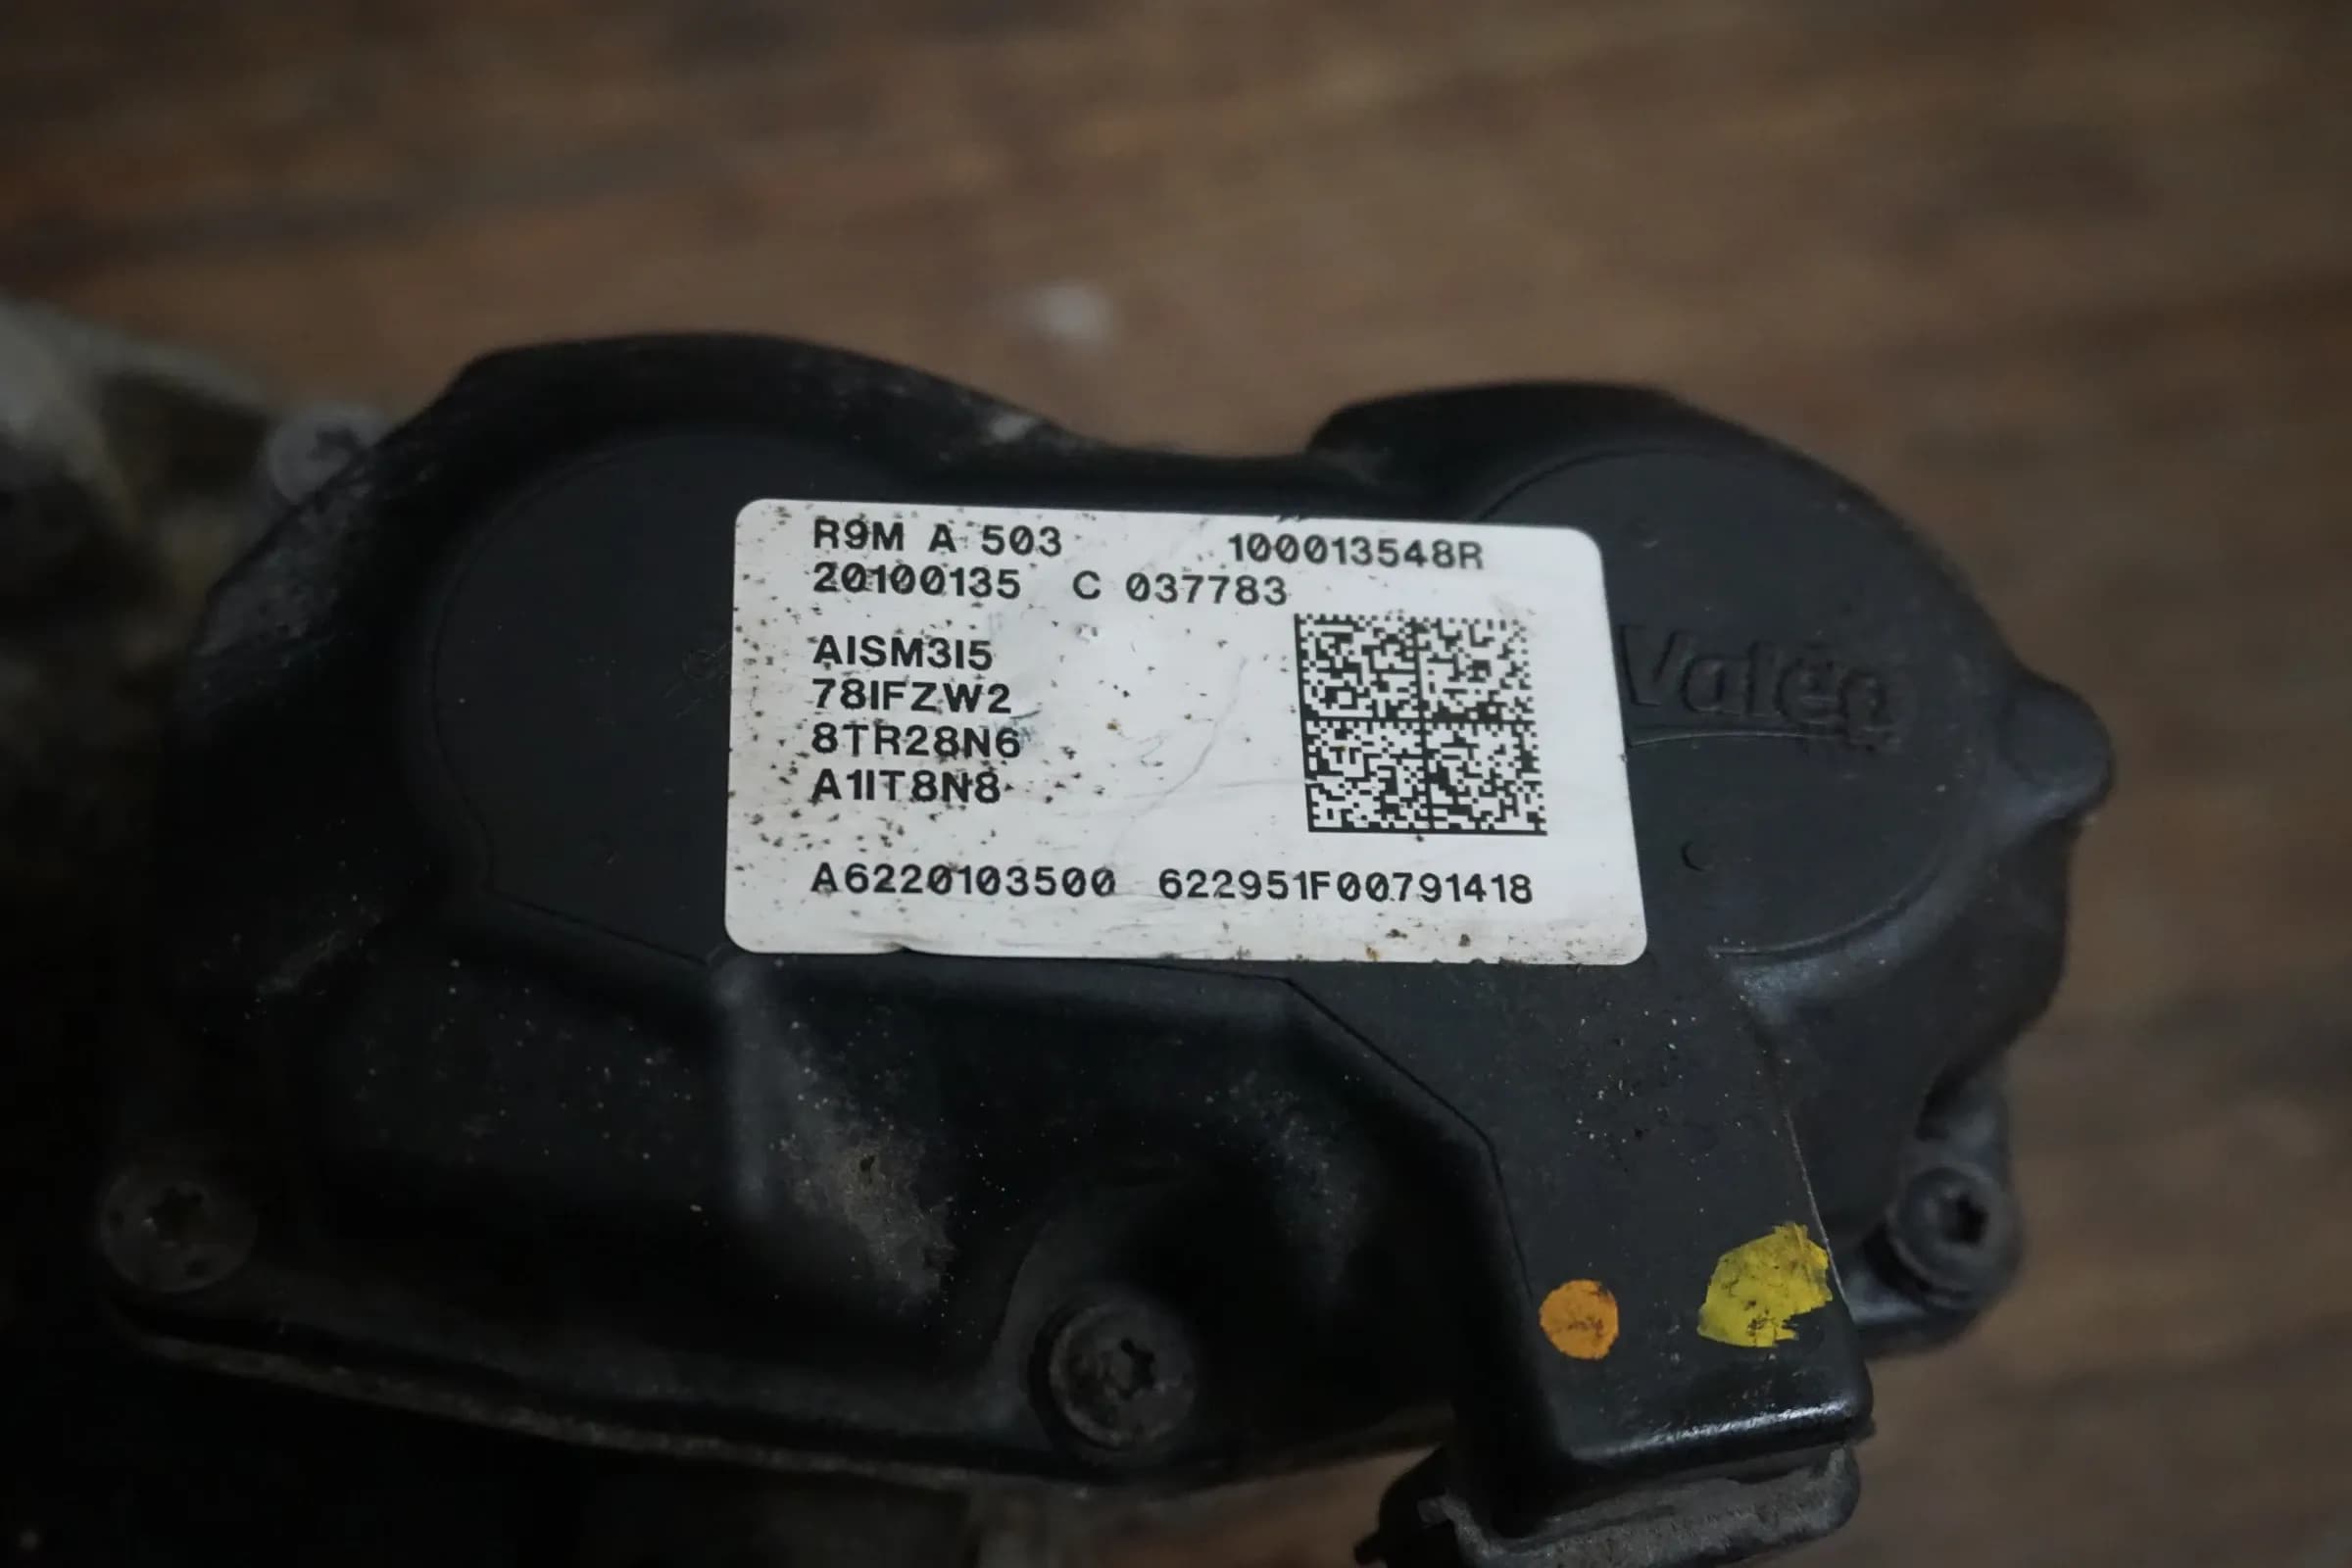 R9M A 503 100013548R
20100135 C 037783
AISM3I5
78IFZW2
8TR28N6
A1IT8N8
A6220103500 622951F00791418
Valeo